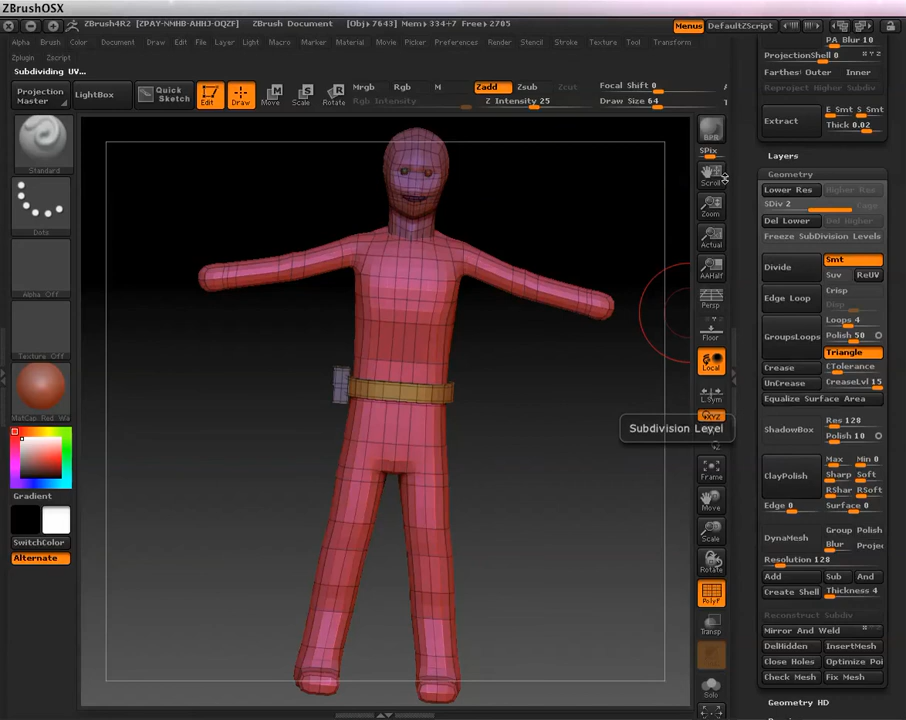 ZBrushOSX
ZBrush4R2 [ZPAY-NMHB-AHNJ-OQZF] ZBrush Document [Obj►7643] Mem►334+7 Free►2705 Menus DefaultZScript
Alpha Brush Color Document Draw Edit File Layer Light Macro Marker Material Movie Picker Preferences Render Stencil Stroke Texture Tool Transform
Zplugin Zscript
Subdividing UV...
Projection Master
LightBox
Quick Sketch
Edit
Draw
Move
Scale
Rotate
Mrgb Rgb M
Rgb Intensity
Zadd Zsub Zcut
Z Intensity 25
Focal Shift 0
Draw Size 64
Standard
Dots
Alpha Off
Texture Off
MatCap Red Wa
Gradient
SwitchColor
Alternate
BPR
SPix
Scroll
Zoom
Actual
AAHalf
Persp
Floor
Local
L.Sym
XYZ
Subdivision Level
Frame
Move
Scale
Rotate
PolyF
Transp
Solo
PA Blur 10
ProjectionShell 0
Farthest Outer Inner
Reproject Higher Subdiv
Extract
E Smt S Smt
Thick 0.02
Layers
Geometry
Lower Res Higher Res
SDiv 2 Cage
Del Lower Del Higher
Freeze SubDivision Levels
Divide
Smt
Suv ReUV
Edge Loop
Crisp
Disp
GroupsLoops
Loops 4
Polish 50
Triangle
Crease CTolerance
UnCrease CreaseLvl 15
Equalize Surface Area
ShadowBox
Res 128
Polish 10
ClayPolish
Max Min 0
Sharp Soft
RShar RSoft
Edge 0 Surface 0
DynaMesh
Group Polish
Blur Projec
Resolution 128
Add Sub And
Create Shell Thickness 4
Reconstruct Subdiv
Mirror And Weld
DelHidden InsertMesh
Close Holes Optimize Poi
Check Mesh Fix Mesh
Geometry HD